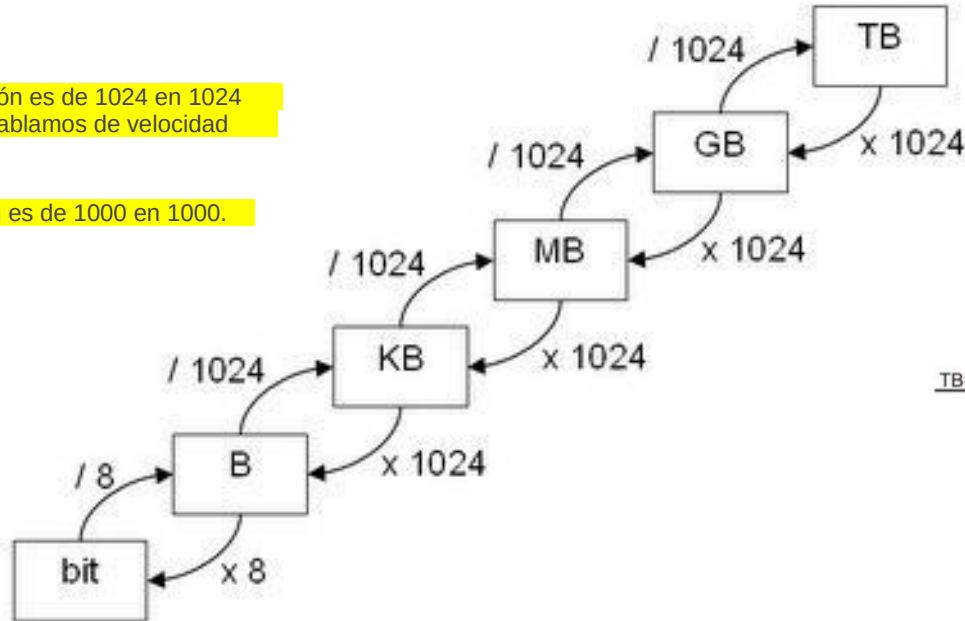 TB
/ 1024
ón es de 1024 en 1024
ablamos de velocidad
GB
x 1024
/ 1024
es de 1000 en 1000.
MB
x 1024
/ 1024
KB
x 1024
/ 1024
TB
B
x 1024
/ 8
bit
x 8